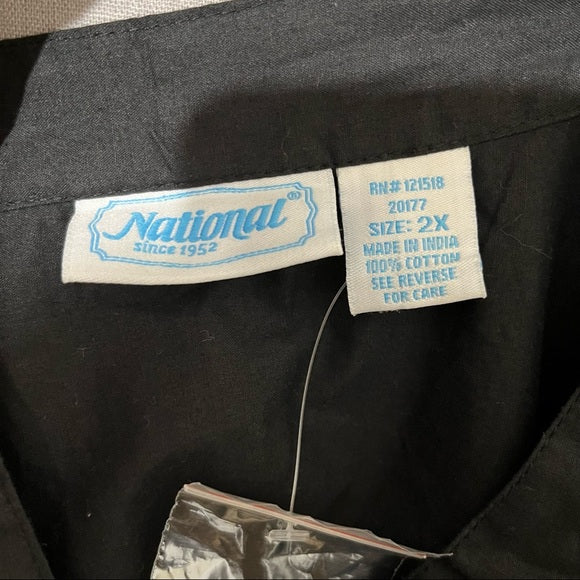 National®
since 1952
RN# 121518
20177
SIZE: 2X
MADE IN INDIA
100% COTTON
SEE REVERSE
FOR CARE